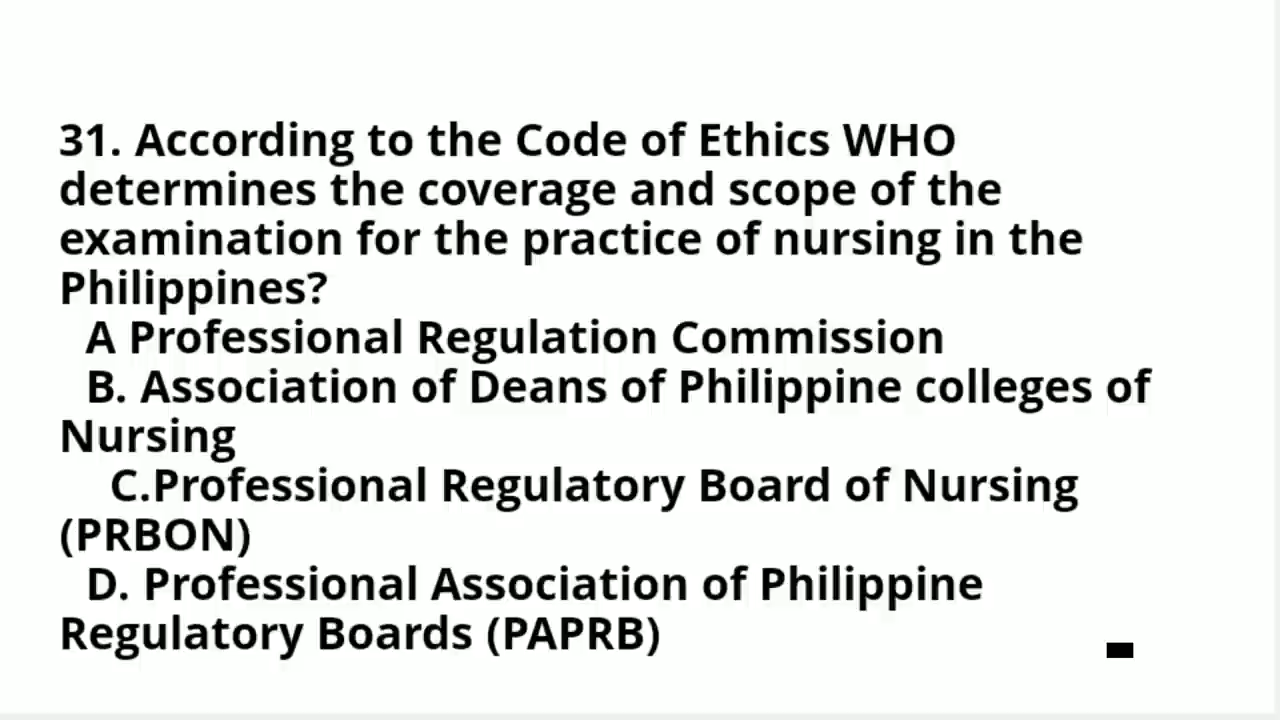 31. According to the Code of Ethics WHO
determines the coverage and scope of the
examination for the practice of nursing in the
Philippines?
A Professional Regulation Commission
B. Association of Deans of Philippine colleges of
Nursing
C.Professional Regulatory Board of Nursing
(PRBON)
D. Professional Association of Philippine
Regulatory Boards (PAPRB)